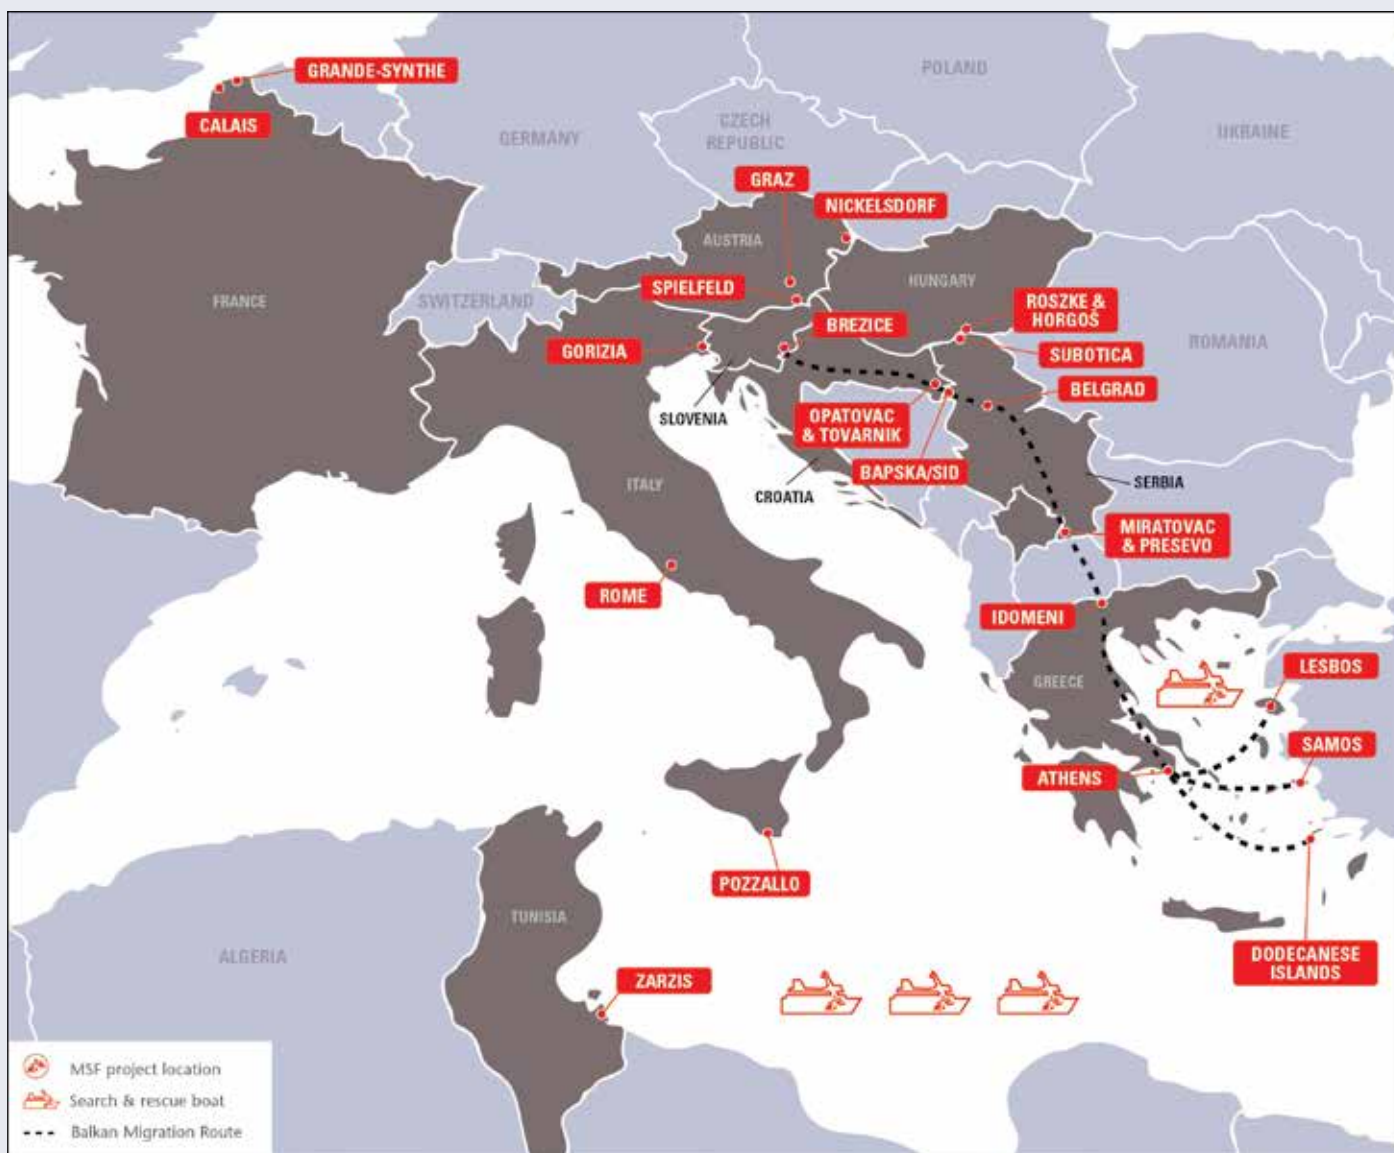 GRANDE-SYNTHE
CALAIS
POLAND
GERMANY
CZECH
REPUBLIC
UKRAINE
GRAZ
NICKELSDORF
AUSTRIA
HUNGARY
SPIELFELD
SWITZERLAND
FRANCE
ROSZKE &
HORGOŠ
BREZICE
GORIZIA
SUBOTICA
ROMANIA
BELGRAD
SLOVENIA
OPATOVAC
& TOVARNIK
BAPSKA/SID
ITALY
CROATIA
SERBIA
MIRATOVAC
& PRESEVO
ROME
IDOMENI
LESBOS
GREECE
SAMOS
ATHENS
POZZALLO
TUNISIA
ALGERIA
DODECANESE
ISLANDS
ZARZIS
MSF project location
Search & rescue boat
Balkan Migration Route